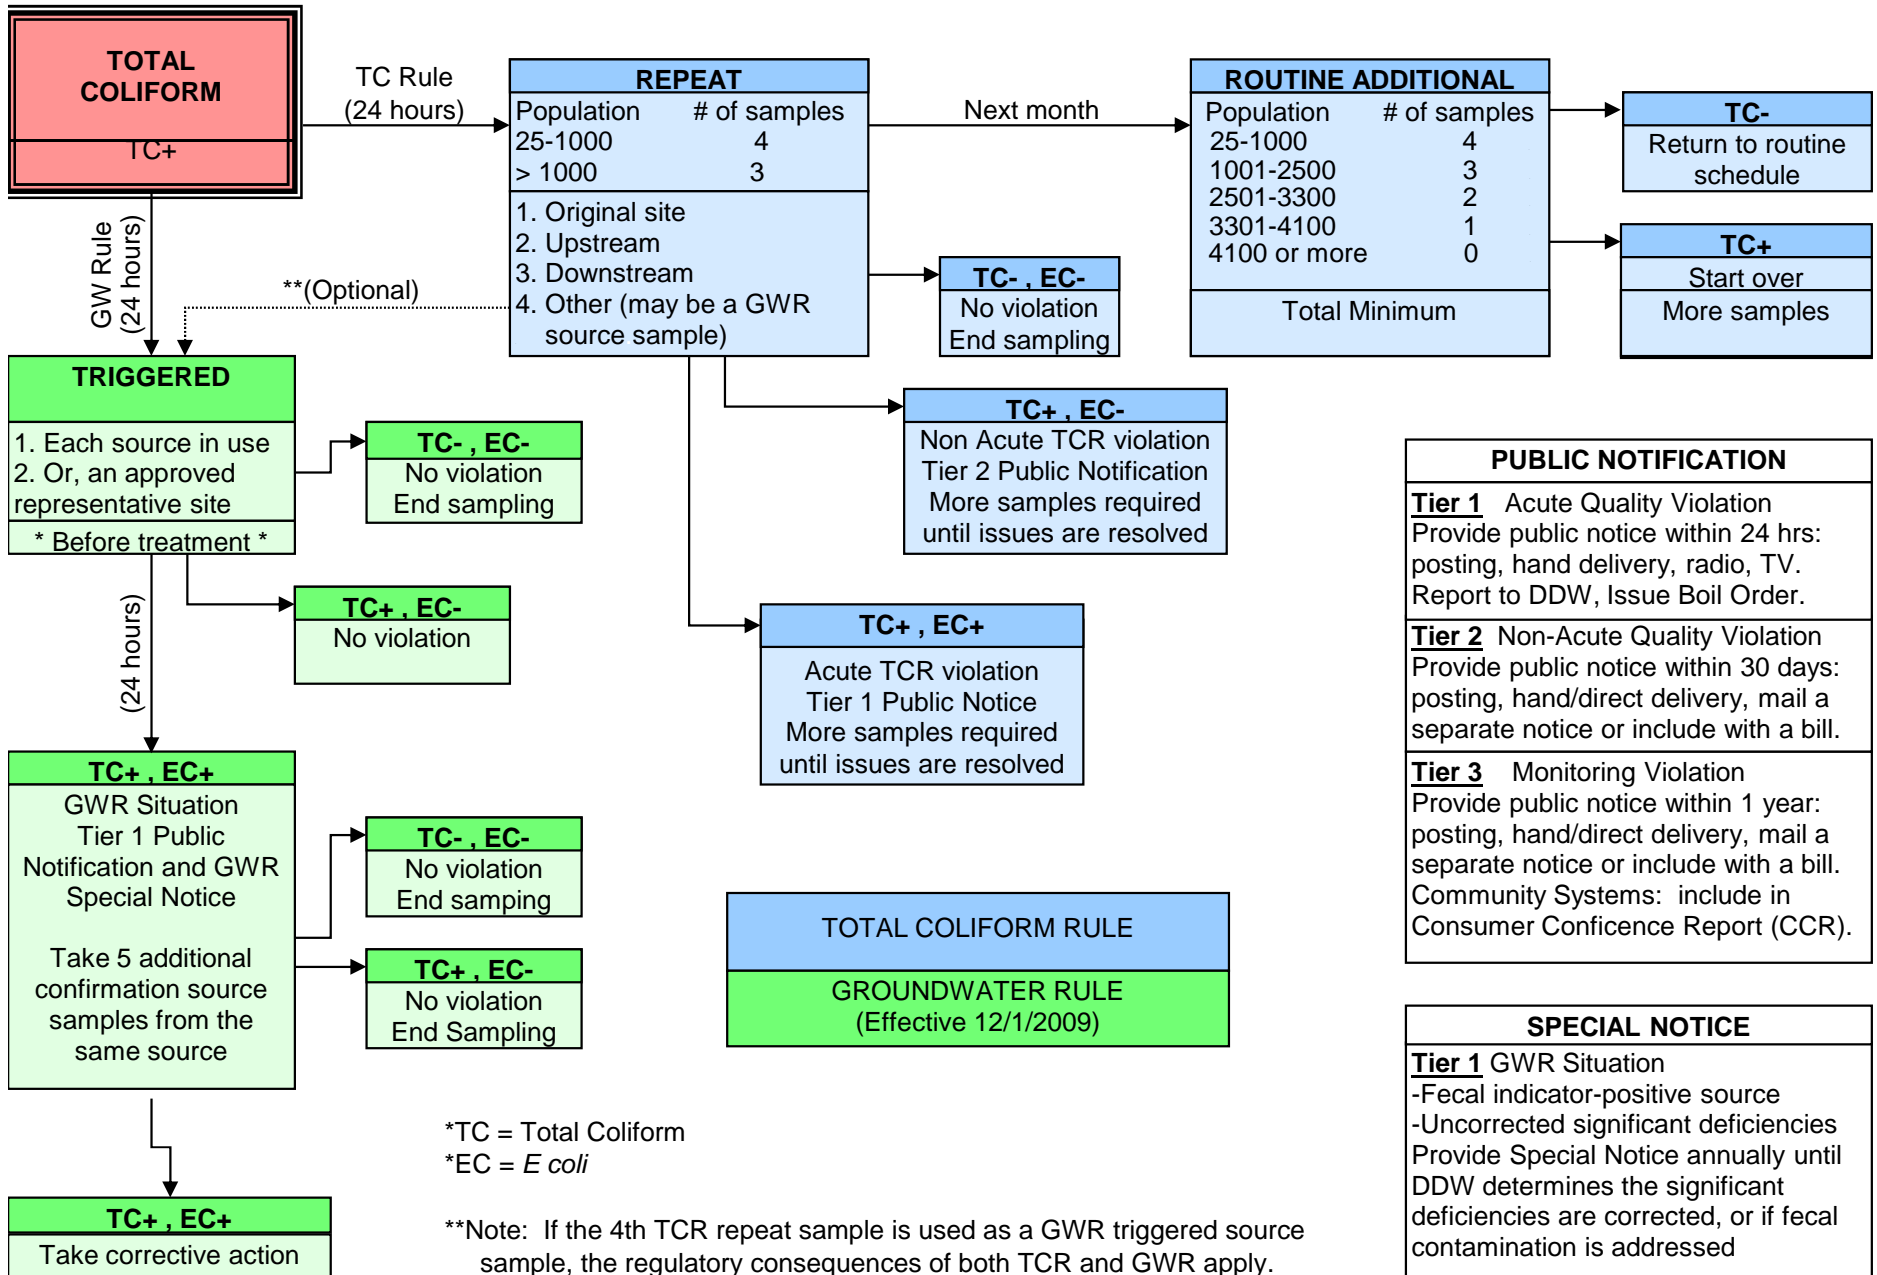 TOTAL
COLIFORM
TC+
TC Rule
(24 hours)
REPEAT
Population # of samples
25-1000 4
> 1000 3
1. Original site
2. Upstream
3. Downstream
4. Other (may be a GWR
source sample)
Next month
ROUTINE ADDITIONAL
Population # of samples
25-1000 4
1001-2500 3
2501-3300 2
3301-4100 1
4100 or more 0
Total Minimum
TC-
Return to routine
schedule
TC+
Start over
More samples
GW Rule
(24 hours)
**(Optional)
TC- , EC-
No violation
End sampling
TRIGGERED
1. Each source in use
2. Or, an approved
representative site
* Before treatment *
TC- , EC-
No violation
End sampling
TC+ , EC-
Non Acute TCR violation
Tier 2 Public Notification
More samples required
until issues are resolved
(24 hours)
TC+ , EC-
No violation
TC+ , EC+
Acute TCR violation
Tier 1 Public Notice
More samples required
until issues are resolved
TC+ , EC+
GWR Situation
Tier 1 Public
Notification and GWR
Special Notice
Take 5 additional
confirmation source
samples from the
same source
TC- , EC-
No violation
End samping
TC+ , EC-
No violation
End Sampling
TC+ , EC+
Take corrective action
TOTAL COLIFORM RULE
GROUNDWATER RULE
(Effective 12/1/2009)
*TC = Total Coliform
*EC = E coli
**Note: If the 4th TCR repeat sample is used as a GWR triggered source
sample, the regulatory consequences of both TCR and GWR apply.
PUBLIC NOTIFICATION
Tier 1 Acute Quality Violation
Provide public notice within 24 hrs:
posting, hand delivery, radio, TV.
Report to DDW, Issue Boil Order.
Tier 2 Non-Acute Quality Violation
Provide public notice within 30 days:
posting, hand/direct delivery, mail a
separate notice or include with a bill.
Tier 3 Monitoring Violation
Provide public notice within 1 year:
posting, hand/direct delivery, mail a
separate notice or include with a bill.
Community Systems: include in
Consumer Conficence Report (CCR).
SPECIAL NOTICE
Tier 1 GWR Situation
-Fecal indicator-positive source
-Uncorrected significant deficiencies
Provide Special Notice annually until
DDW determines the significant
deficiencies are corrected, or if fecal
contamination is addressed